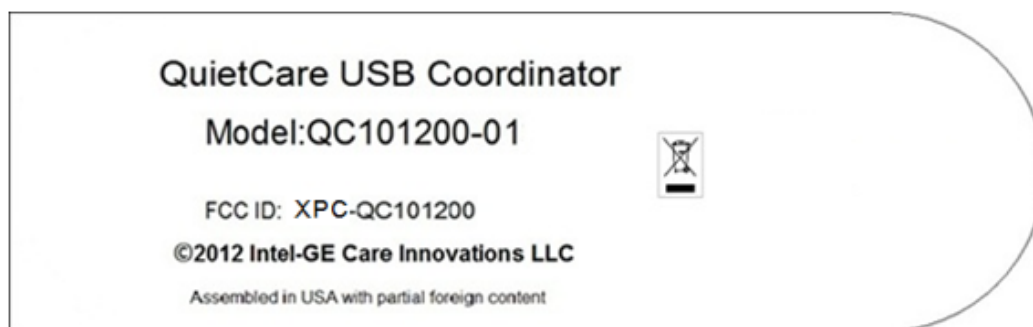 QuietCare USB Coordinator
Model:QC101200-01
FCC ID: XPC-QC101200
©2012 Intel-GE Care Innovations LLC
Assembled in USA with partial foreign content